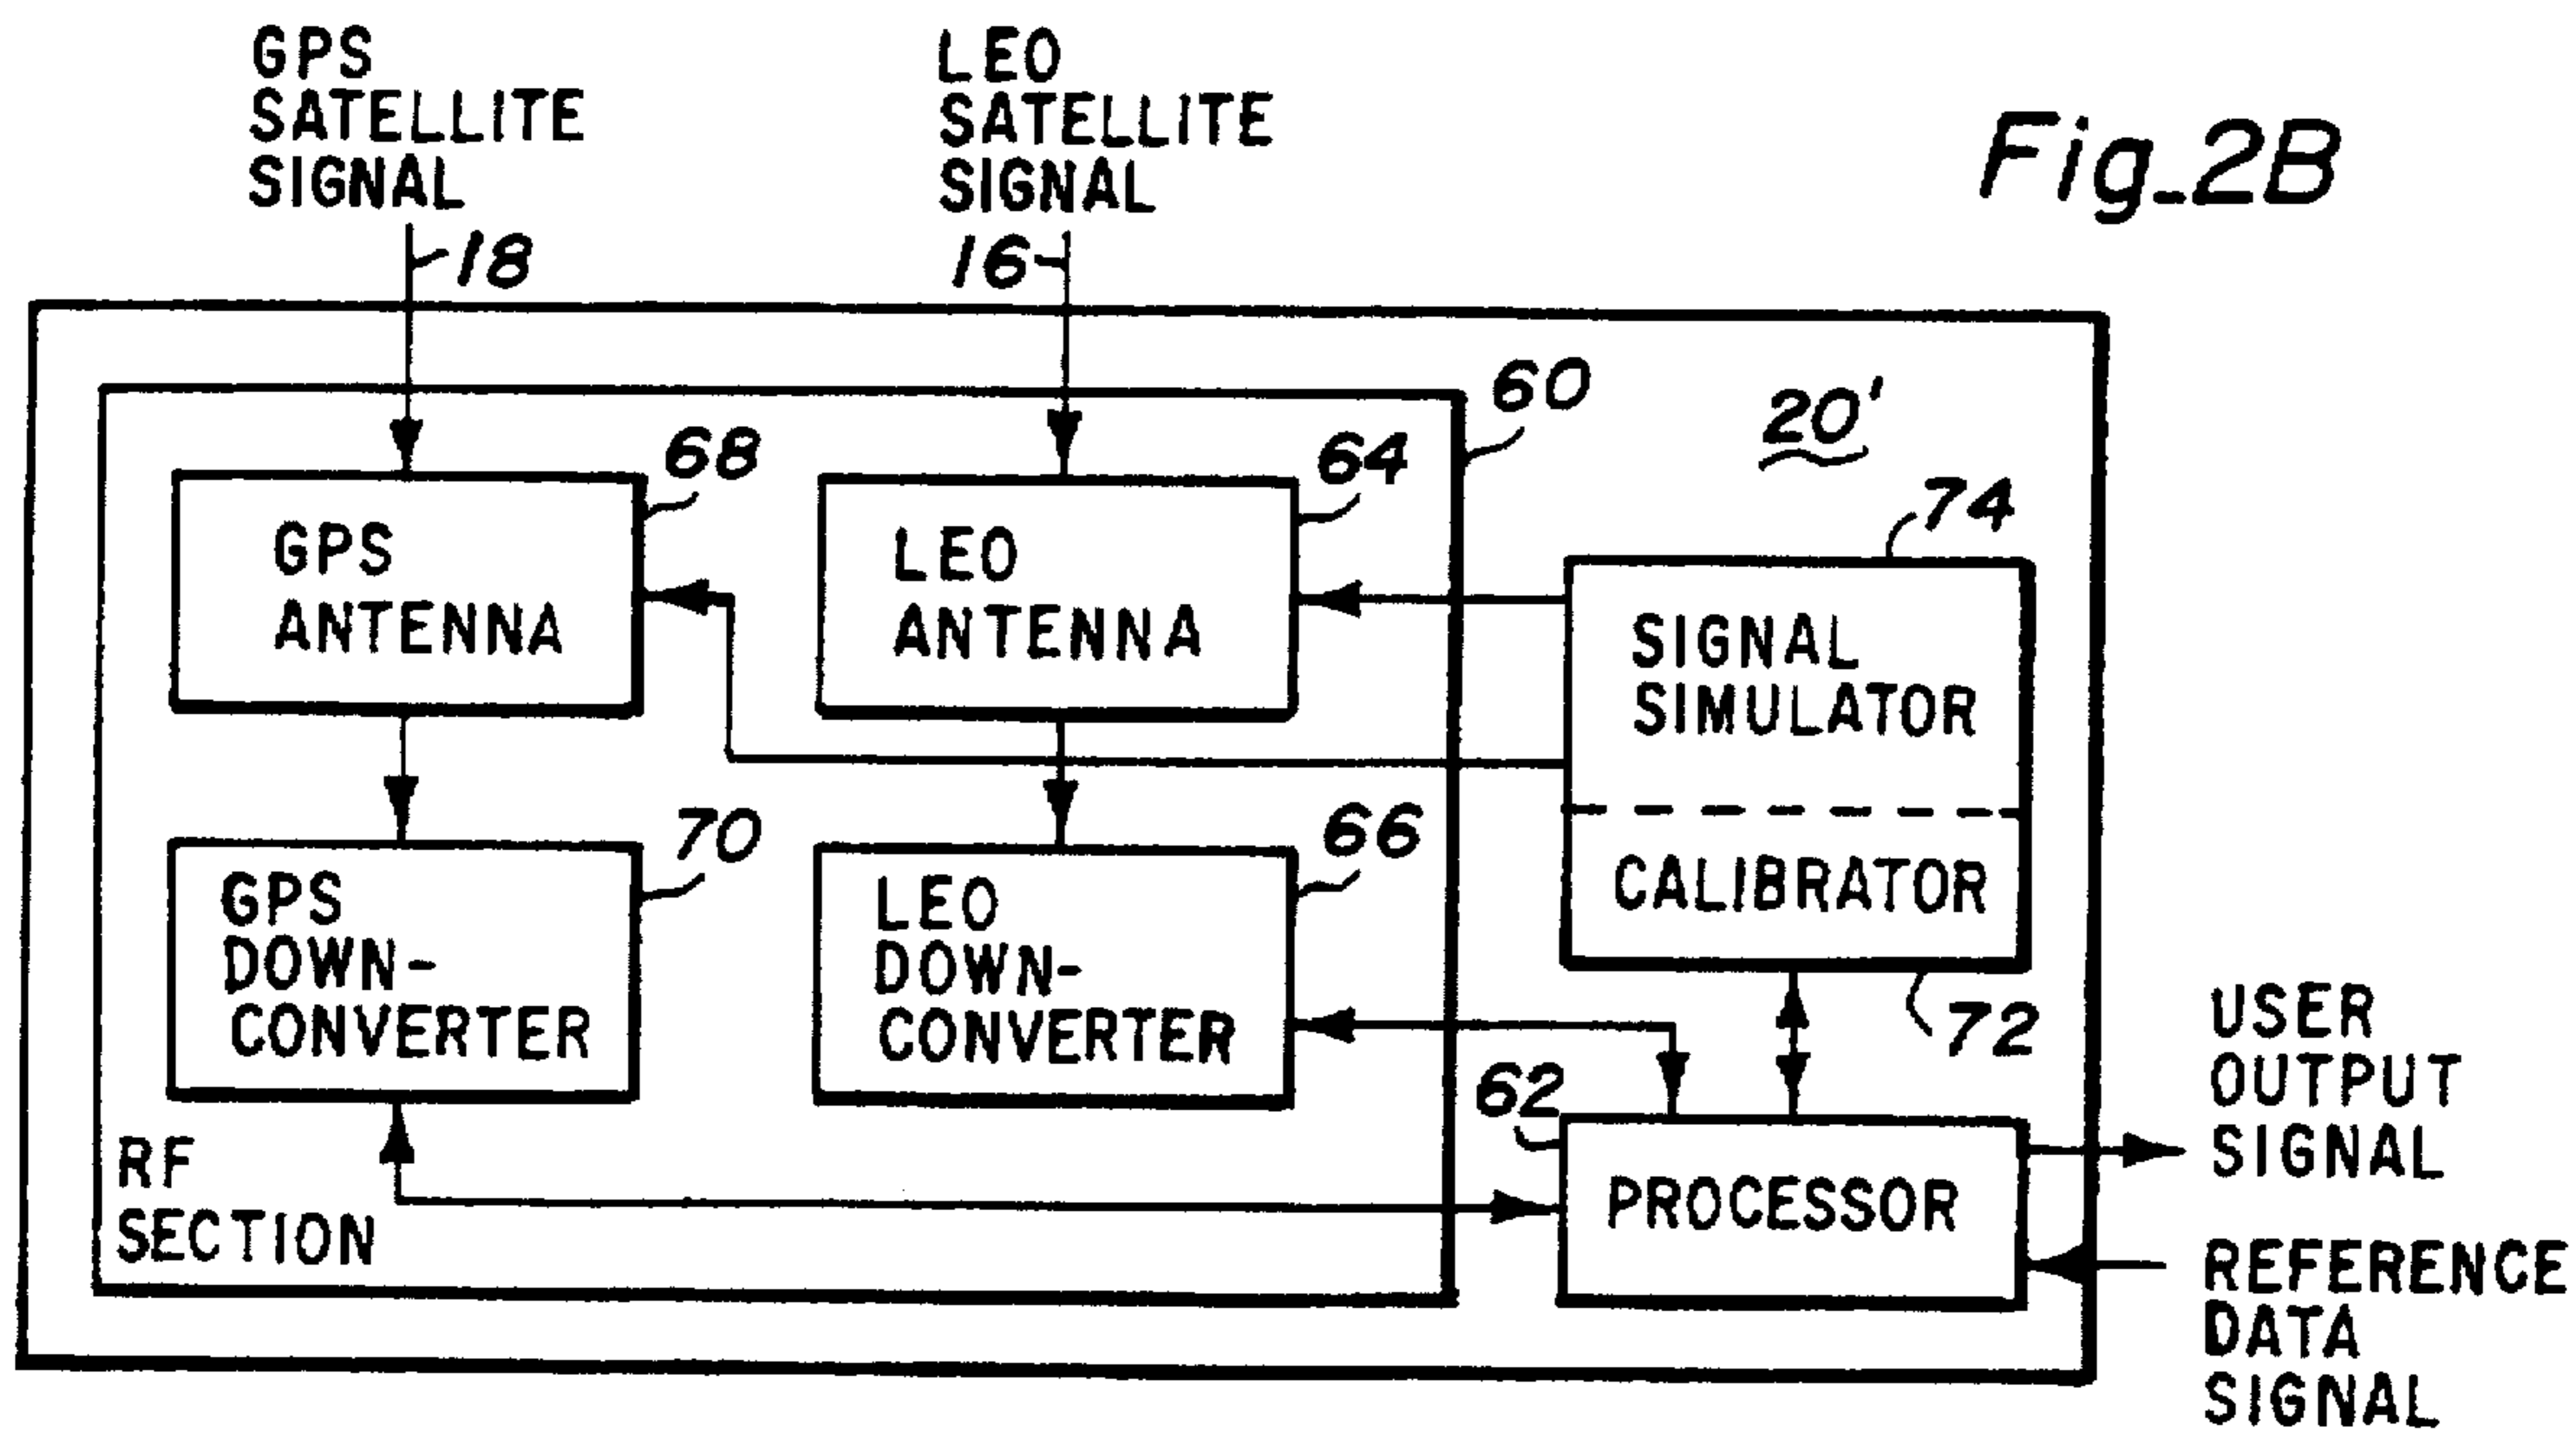 GPS
SATELLITE
SIGNAL
18
LEO
SATELLITE
SIGNAL
16
Fig_2B
60
20'
68
GPS
ANTENNA
64
LEO
ANTENNA
74
SIGNAL
SIMULATOR
CALIBRATOR
72
70
GPS
DOWN-
CONVERTER
66
LEO
DOWN-
CONVERTER
62
PROCESSOR
RF
SECTION
USER
OUTPUT
SIGNAL
REFERENCE
DATA
SIGNAL